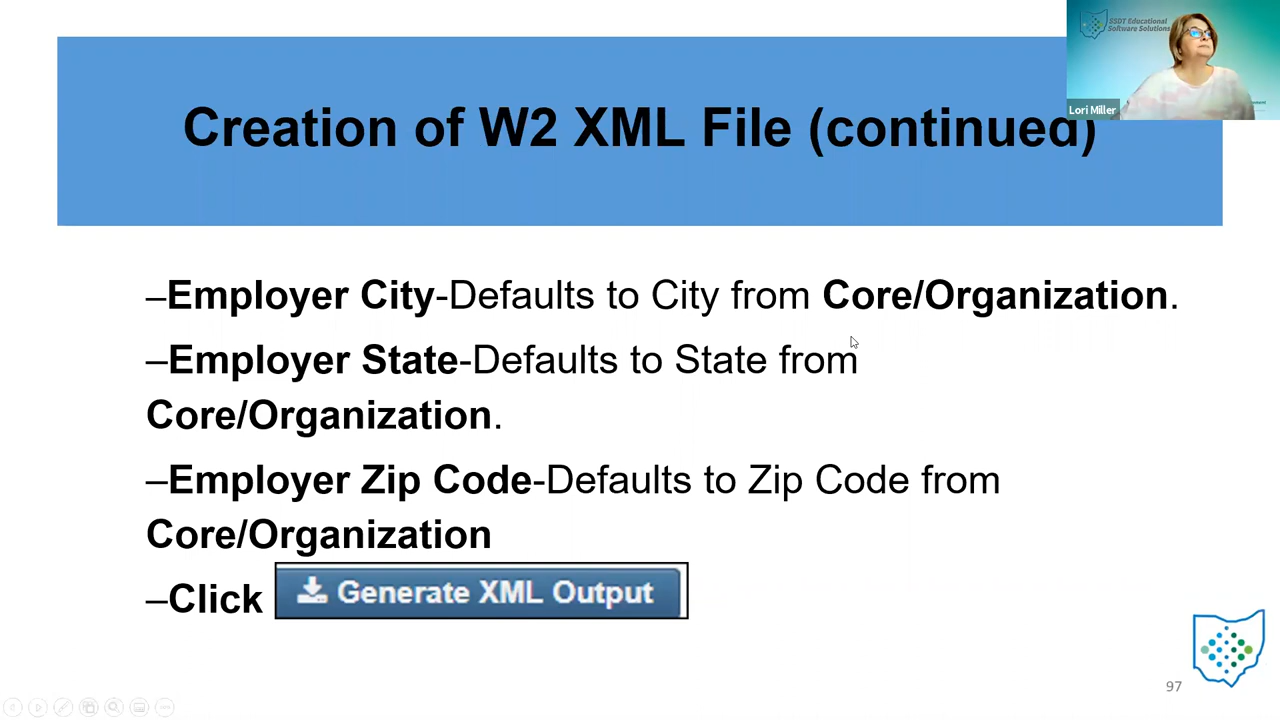 SSDT Educational
Software Solutions
Lori Miller
Creation of W2 XML File (continued)
–Employer City-Defaults to City from Core/Organization.
–Employer State-Defaults to State from
Core/Organization.
–Employer Zip Code-Defaults to Zip Code from
Core/Organization
–Click Generate XML Output
97